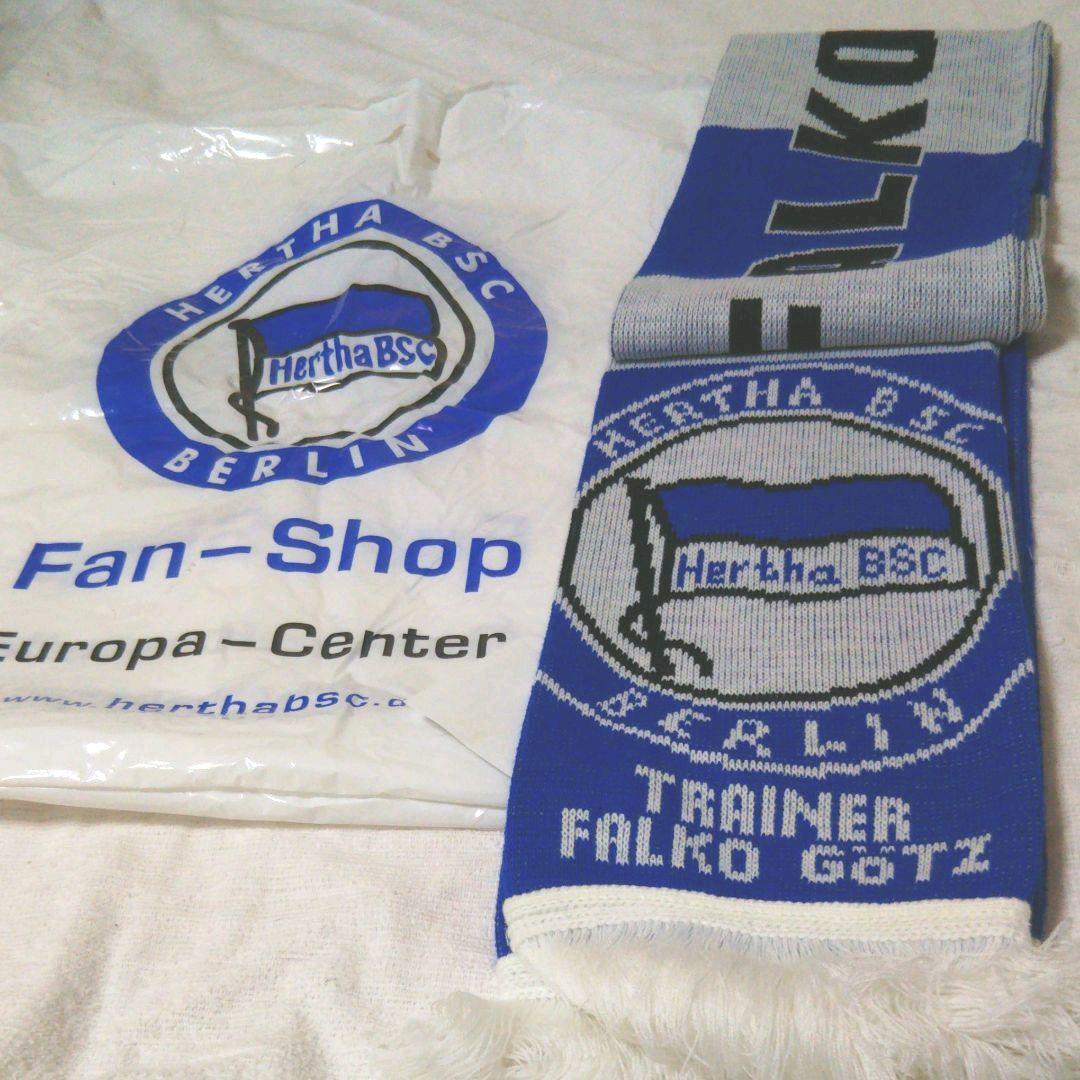 HERTHA BSC
Hertha BSC
BERLIN
Fan-Shop
Europa-Center
www.herthabsc.d
FALKO
HERTHA BSC
Hertha BSC
BERLIN
TRAINER
FALKO GÖTZ